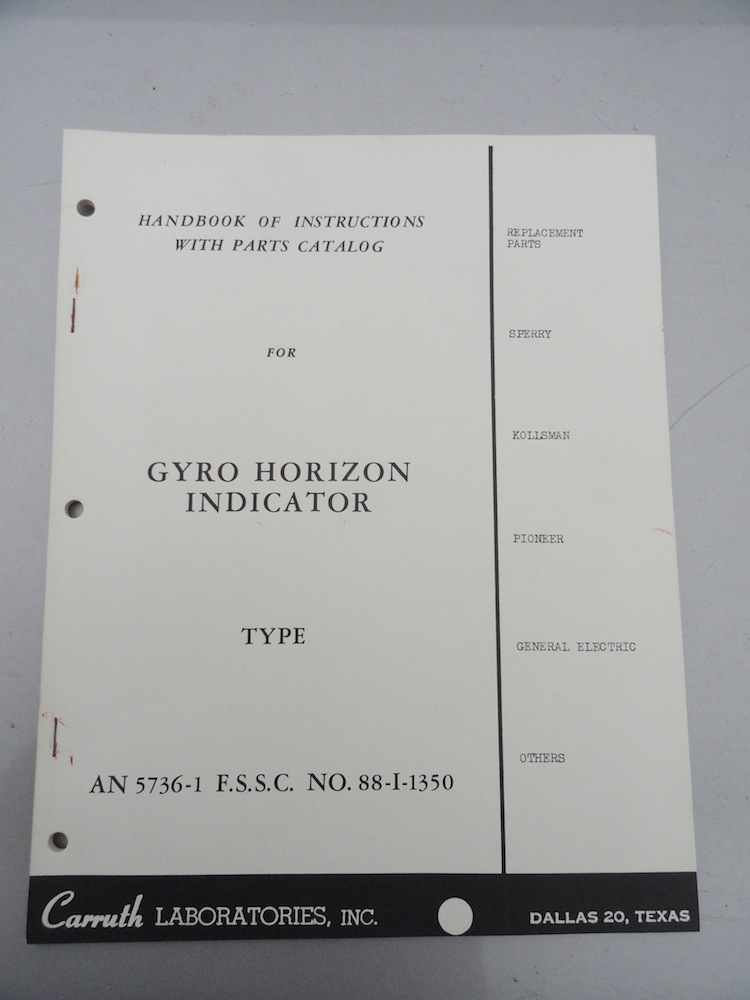 HANDBOOK OF INSTRUCTIONS
WITH PARTS CATALOG
FOR
GYRO HORIZON
INDICATOR
TYPE
AN 5736-1 F.S.S.C. NO. 88-I-1350
REPLACEMENT
PARTS
SPERRY
KOLLSMAN
PIONEER
GENERAL ELECTRIC
OTHERS
Carruth LABORATORIES, INC.
DALLAS 20, TEXAS